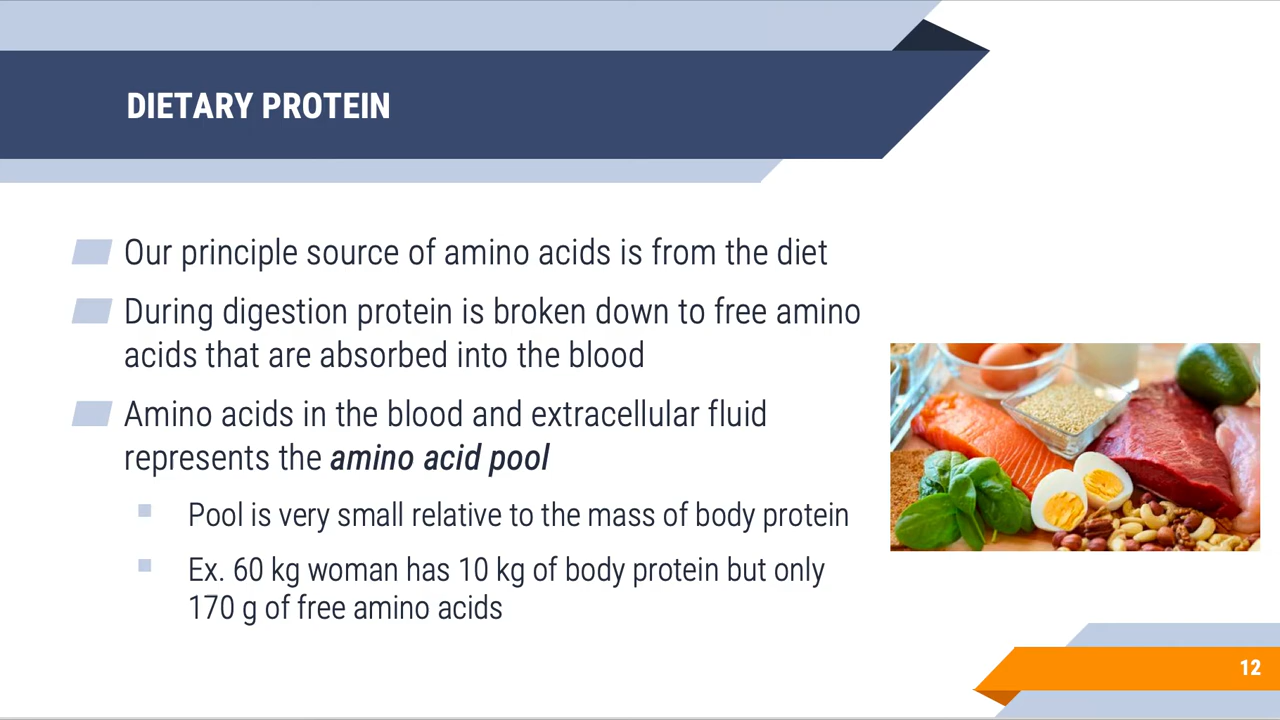 DIETARY PROTEIN
Our principle source of amino acids is from the diet
During digestion protein is broken down to free amino
acids that are absorbed into the blood
Amino acids in the blood and extracellular fluid
represents the amino acid pool
Pool is very small relative to the mass of body protein
Ex. 60 kg woman has 10 kg of body protein but only
170 g of free amino acids
12